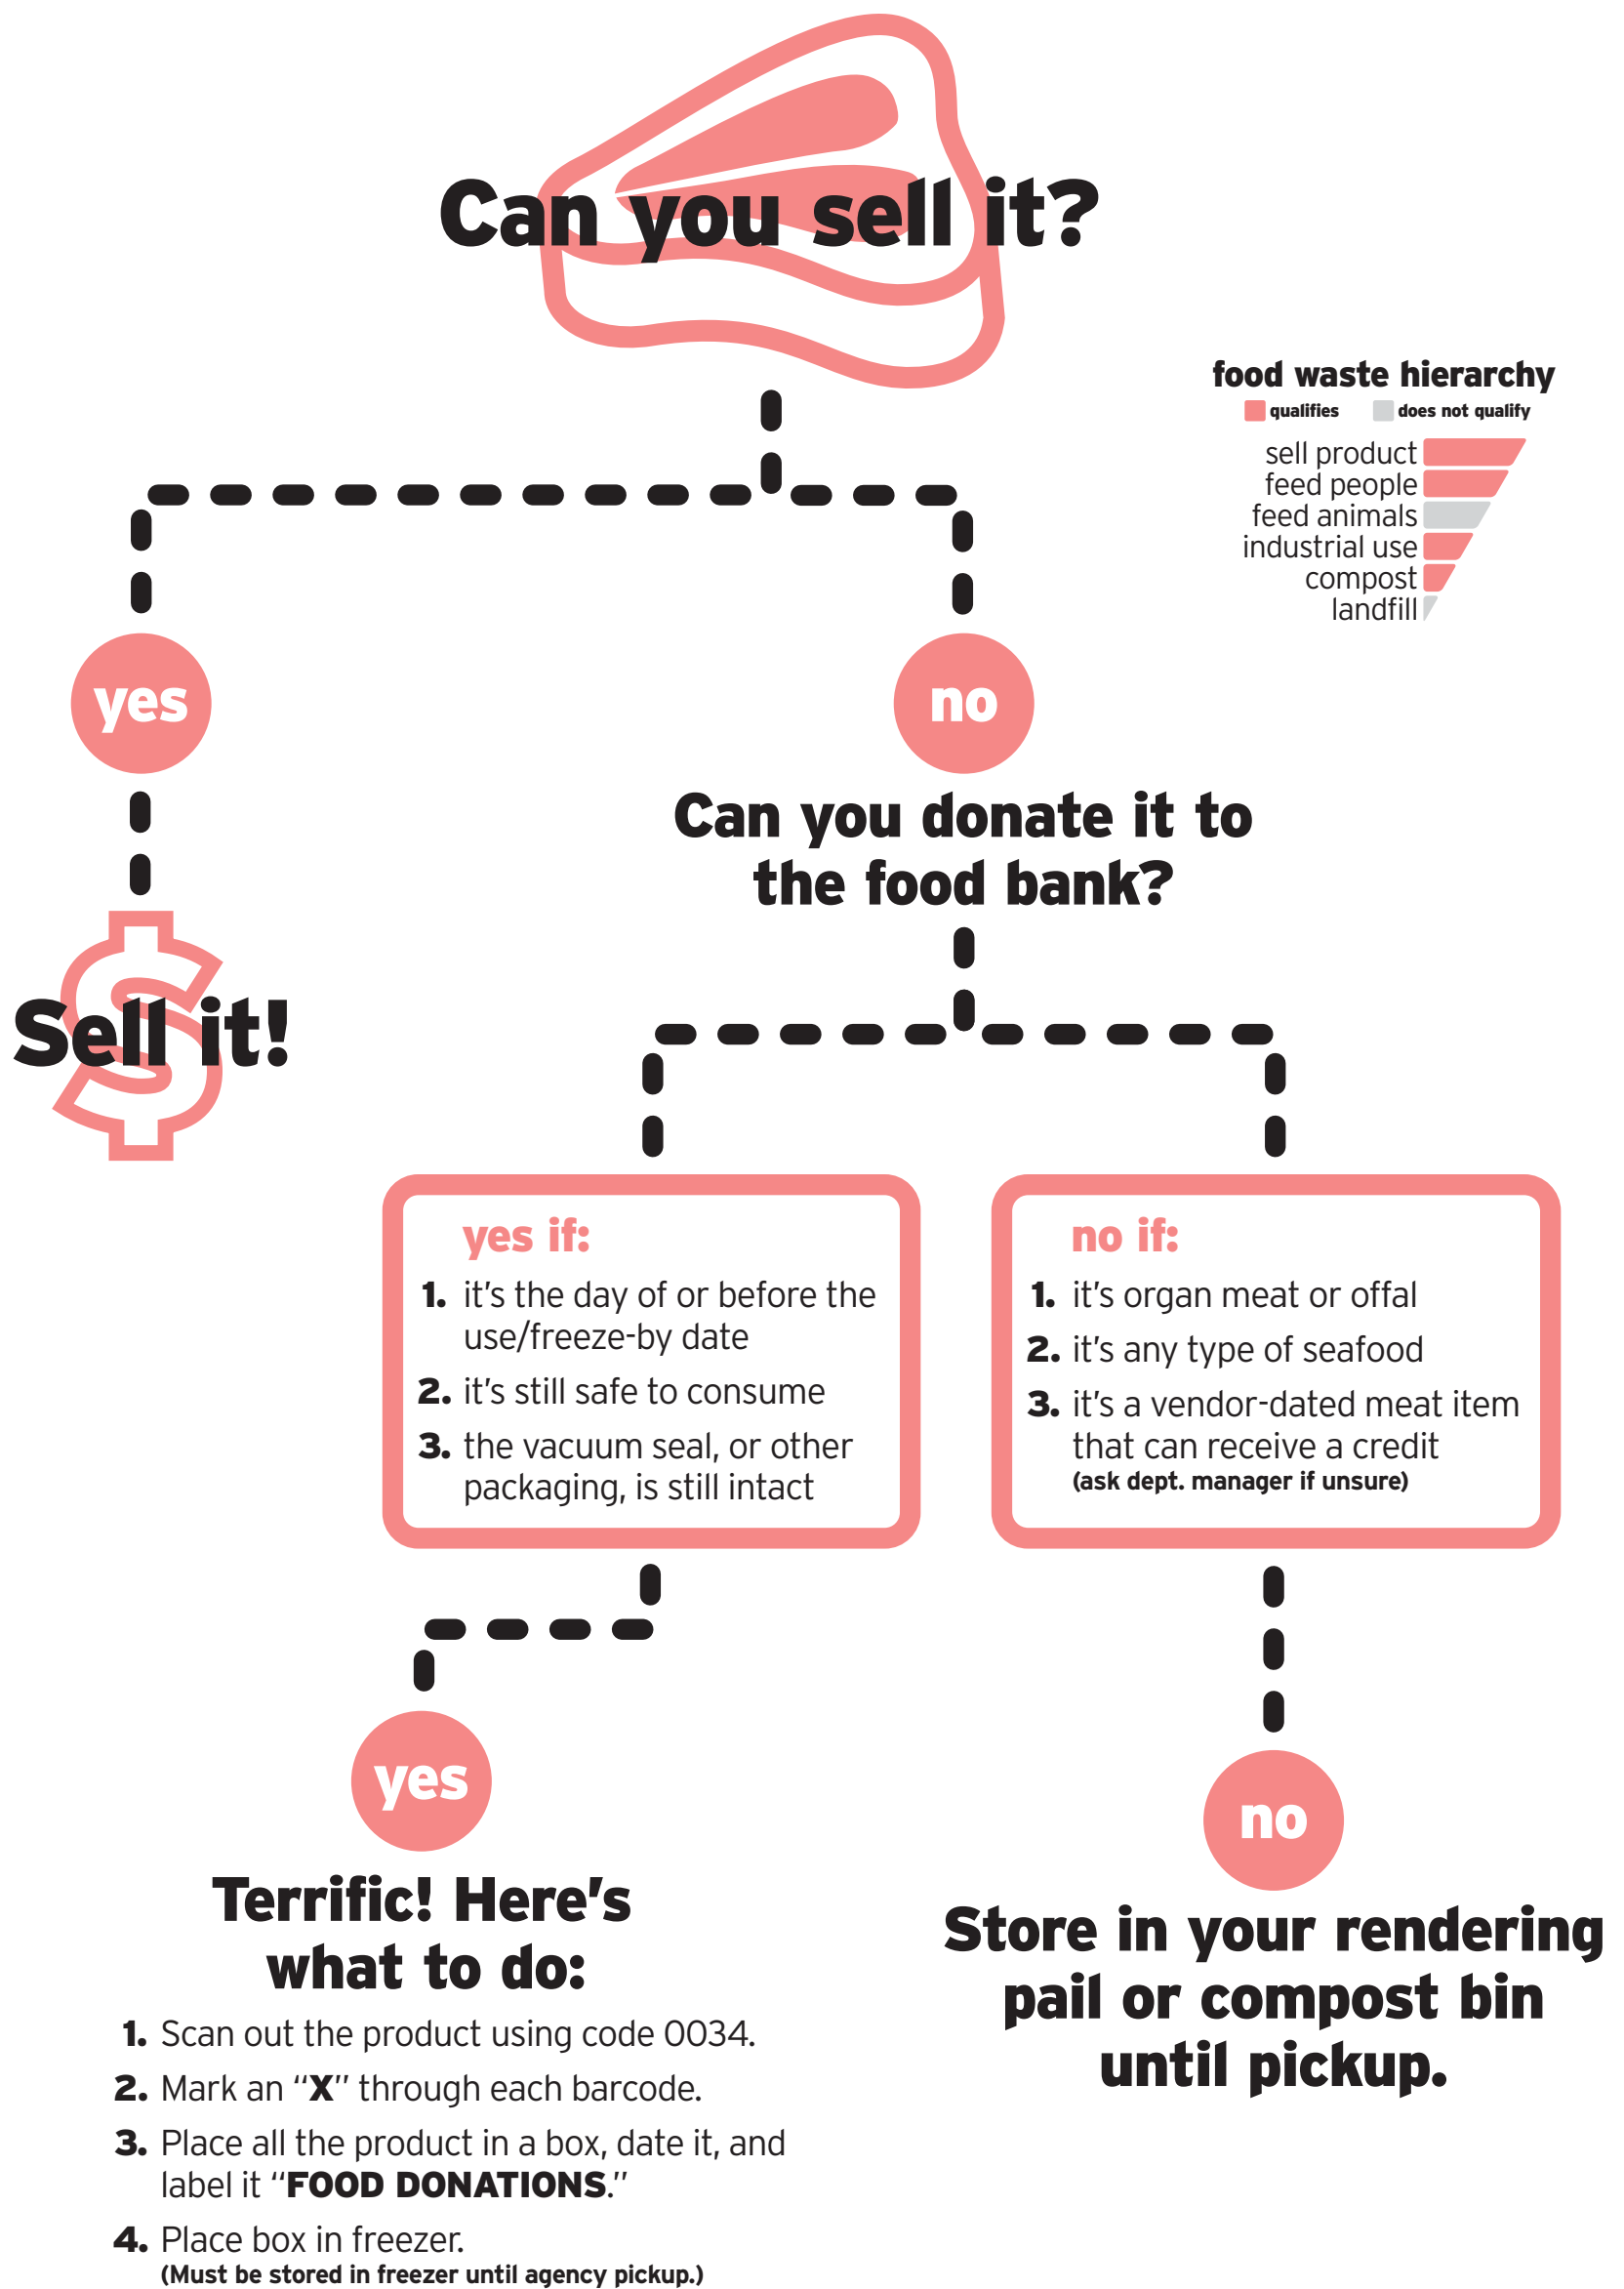 Can you sell it?
food waste hierarchy
qualifies does not qualify
sell product
feed people
feed animals
industrial use
compost
landfill
yes
no
Can you donate it to
the food bank?
Sell it!
yes if:
1. it's the day of or before the
use/freeze-by date
2. it's still safe to consume
3. the vacuum seal, or other
packaging, is still intact
no if:
1. it's organ meat or offal
2. it's any type of seafood
3. it's a vendor-dated meat item
that can receive a credit
(ask dept. manager if unsure)
yes
Terrific! Here's
what to do:
1. Scan out the product using code 0034.
2. Mark an "X" through each barcode.
3. Place all the product in a box, date it, and
label it "FOOD DONATIONS."
4. Place box in freezer.
(Must be stored in freezer until agency pickup.)
no
Store in your rendering
pail or compost bin
until pickup.